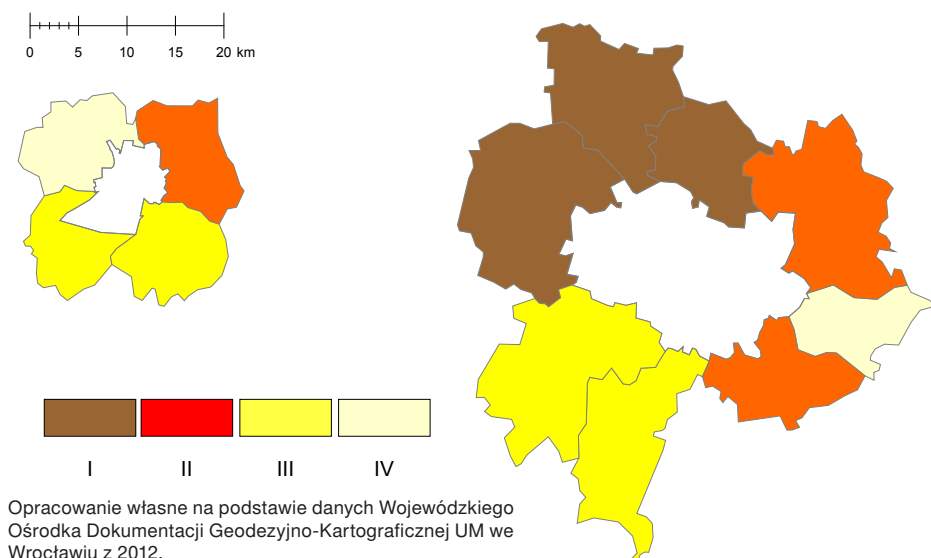 0 5 10 15 20 km
I II III IV
Opracowanie własne na podstawie danych Wojewódzkiego
Ośrodka Dokumentacji Geodezyjno-Kartograficznej UM we
Wrocławiu z 2012.